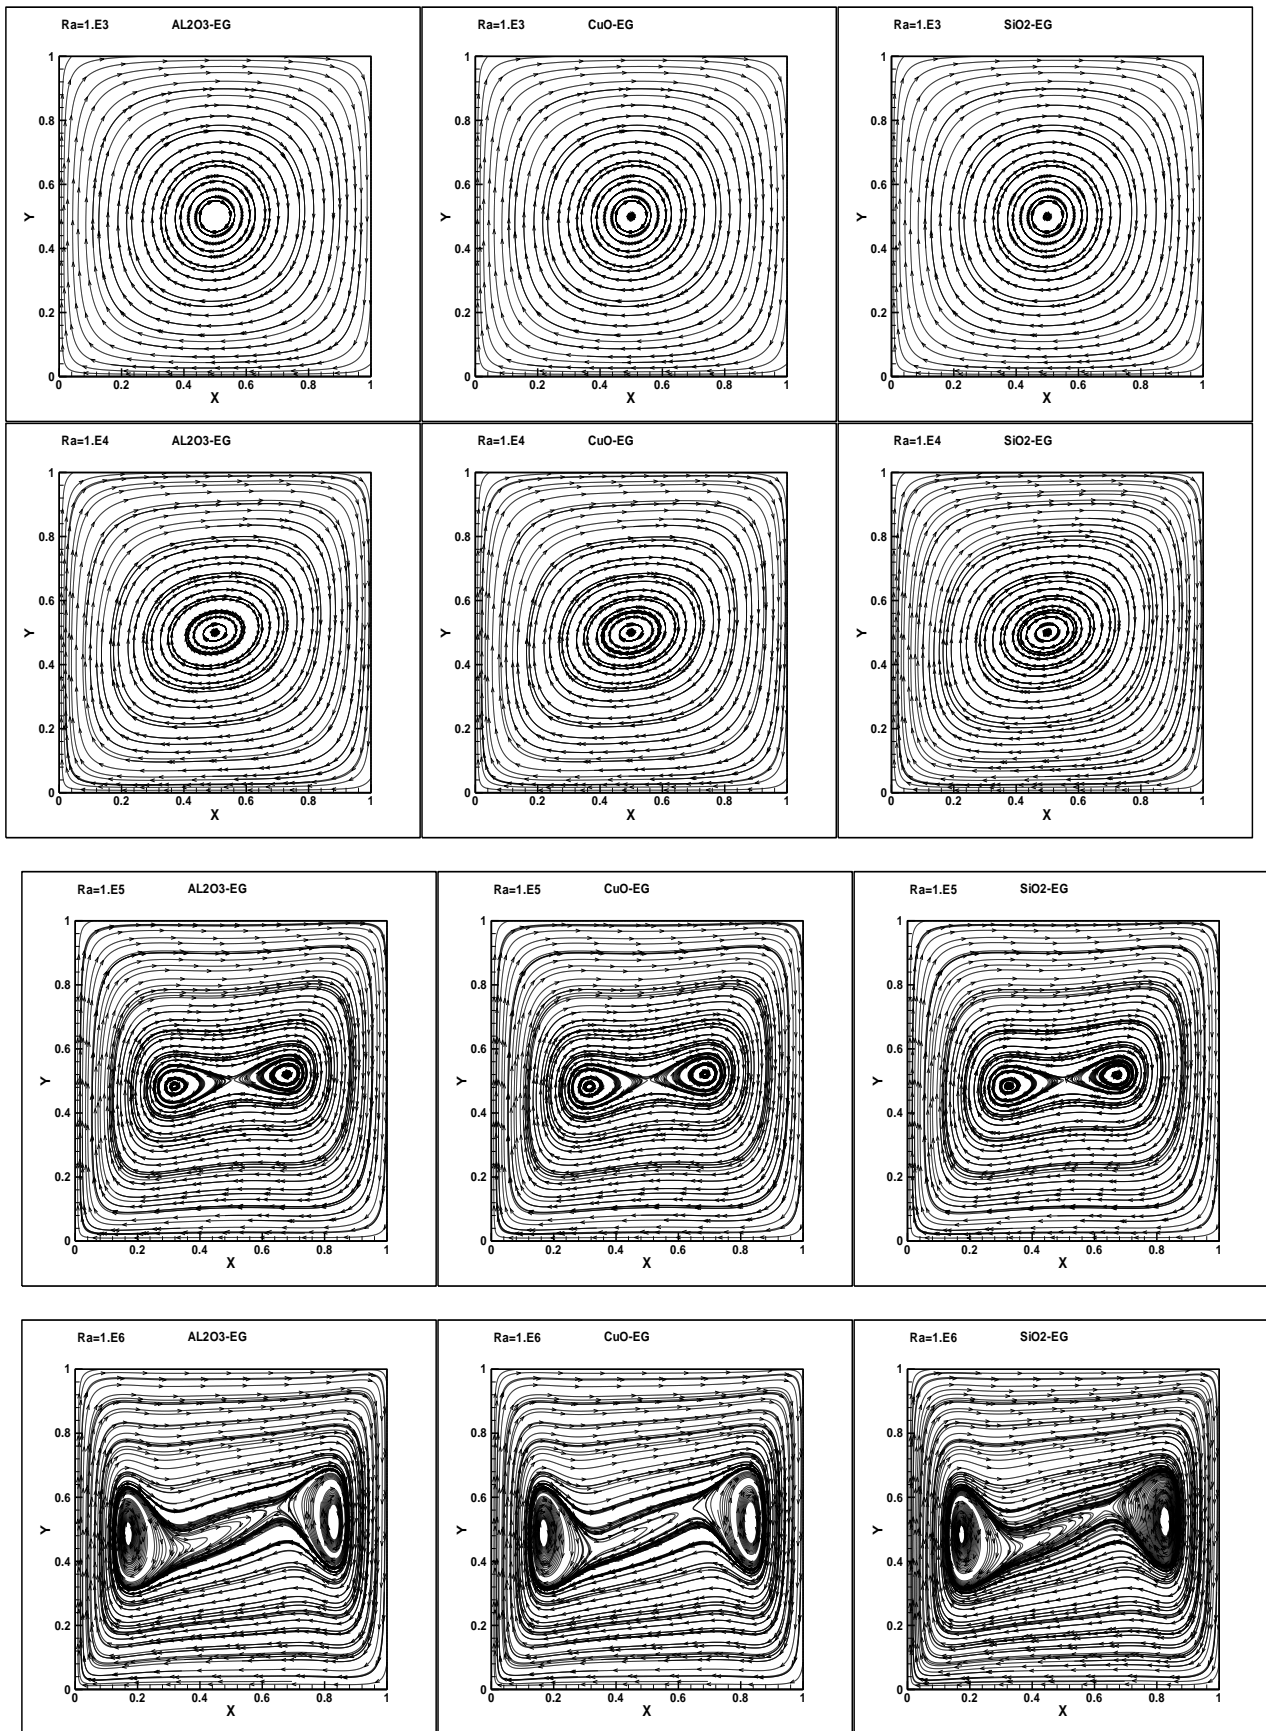 Ra=1.E3 AL2O3-EG
1
0.8
0.6
Y
0.4
0.2
0
0 0.2 0.4 0.6 0.8 1
X
Ra=1.E3 CuO-EG
1
0.8
0.6
Y
0.4
0.2
0
0 0.2 0.4 0.6 0.8 1
X
Ra=1.E3 SiO2-EG
1
0.8
0.6
Y
0.4
0.2
0
0 0.2 0.4 0.6 0.8 1
X
Ra=1.E4 AL2O3-EG
1
0.8
0.6
Y
0.4
0.2
0
0 0.2 0.4 0.6 0.8 1
X
Ra=1.E4 CuO-EG
1
0.8
0.6
Y
0.4
0.2
0
0 0.2 0.4 0.6 0.8 1
X
Ra=1.E4 SiO2-EG
1
0.8
0.6
Y
0.4
0.2
0
0 0.2 0.4 0.6 0.8 1
X
Ra=1.E5 AL2O3-EG
1
0.8
0.6
Y
0.4
0.2
0
0 0.2 0.4 0.6 0.8 1
X
Ra=1.E5 CuO-EG
1
0.8
0.6
Y
0.4
0.2
0
0 0.2 0.4 0.6 0.8 1
X
Ra=1.E5 SiO2-EG
1
0.8
0.6
Y
0.4
0.2
0
0 0.2 0.4 0.6 0.8 1
X
Ra=1.E6 AL2O3-EG
1
0.8
0.6
Y
0.4
0.2
0
0 0.2 0.4 0.6 0.8 1
X
Ra=1.E6 CuO-EG
1
0.8
0.6
Y
0.4
0.2
0
0 0.2 0.4 0.6 0.8 1
X
Ra=1.E6 SiO2-EG
1
0.8
0.6
Y
0.4
0.2
0
0 0.2 0.4 0.6 0.8 1
X